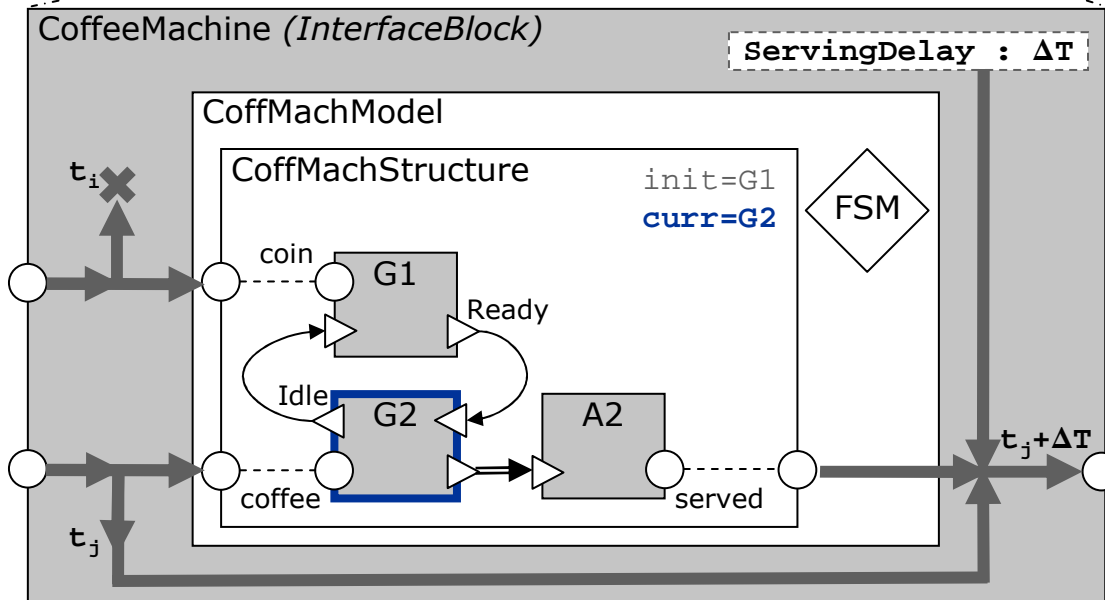 CoffeeMachine (InterfaceBlock)
ServingDelay : ΔT
CoffMachModel
CoffMachStructure
init=G1
curr=G2
FSM
tᵢ
coin
G1
Ready
Idle
G2
A2
tⱼ+ΔT
coffee
served
tⱼ